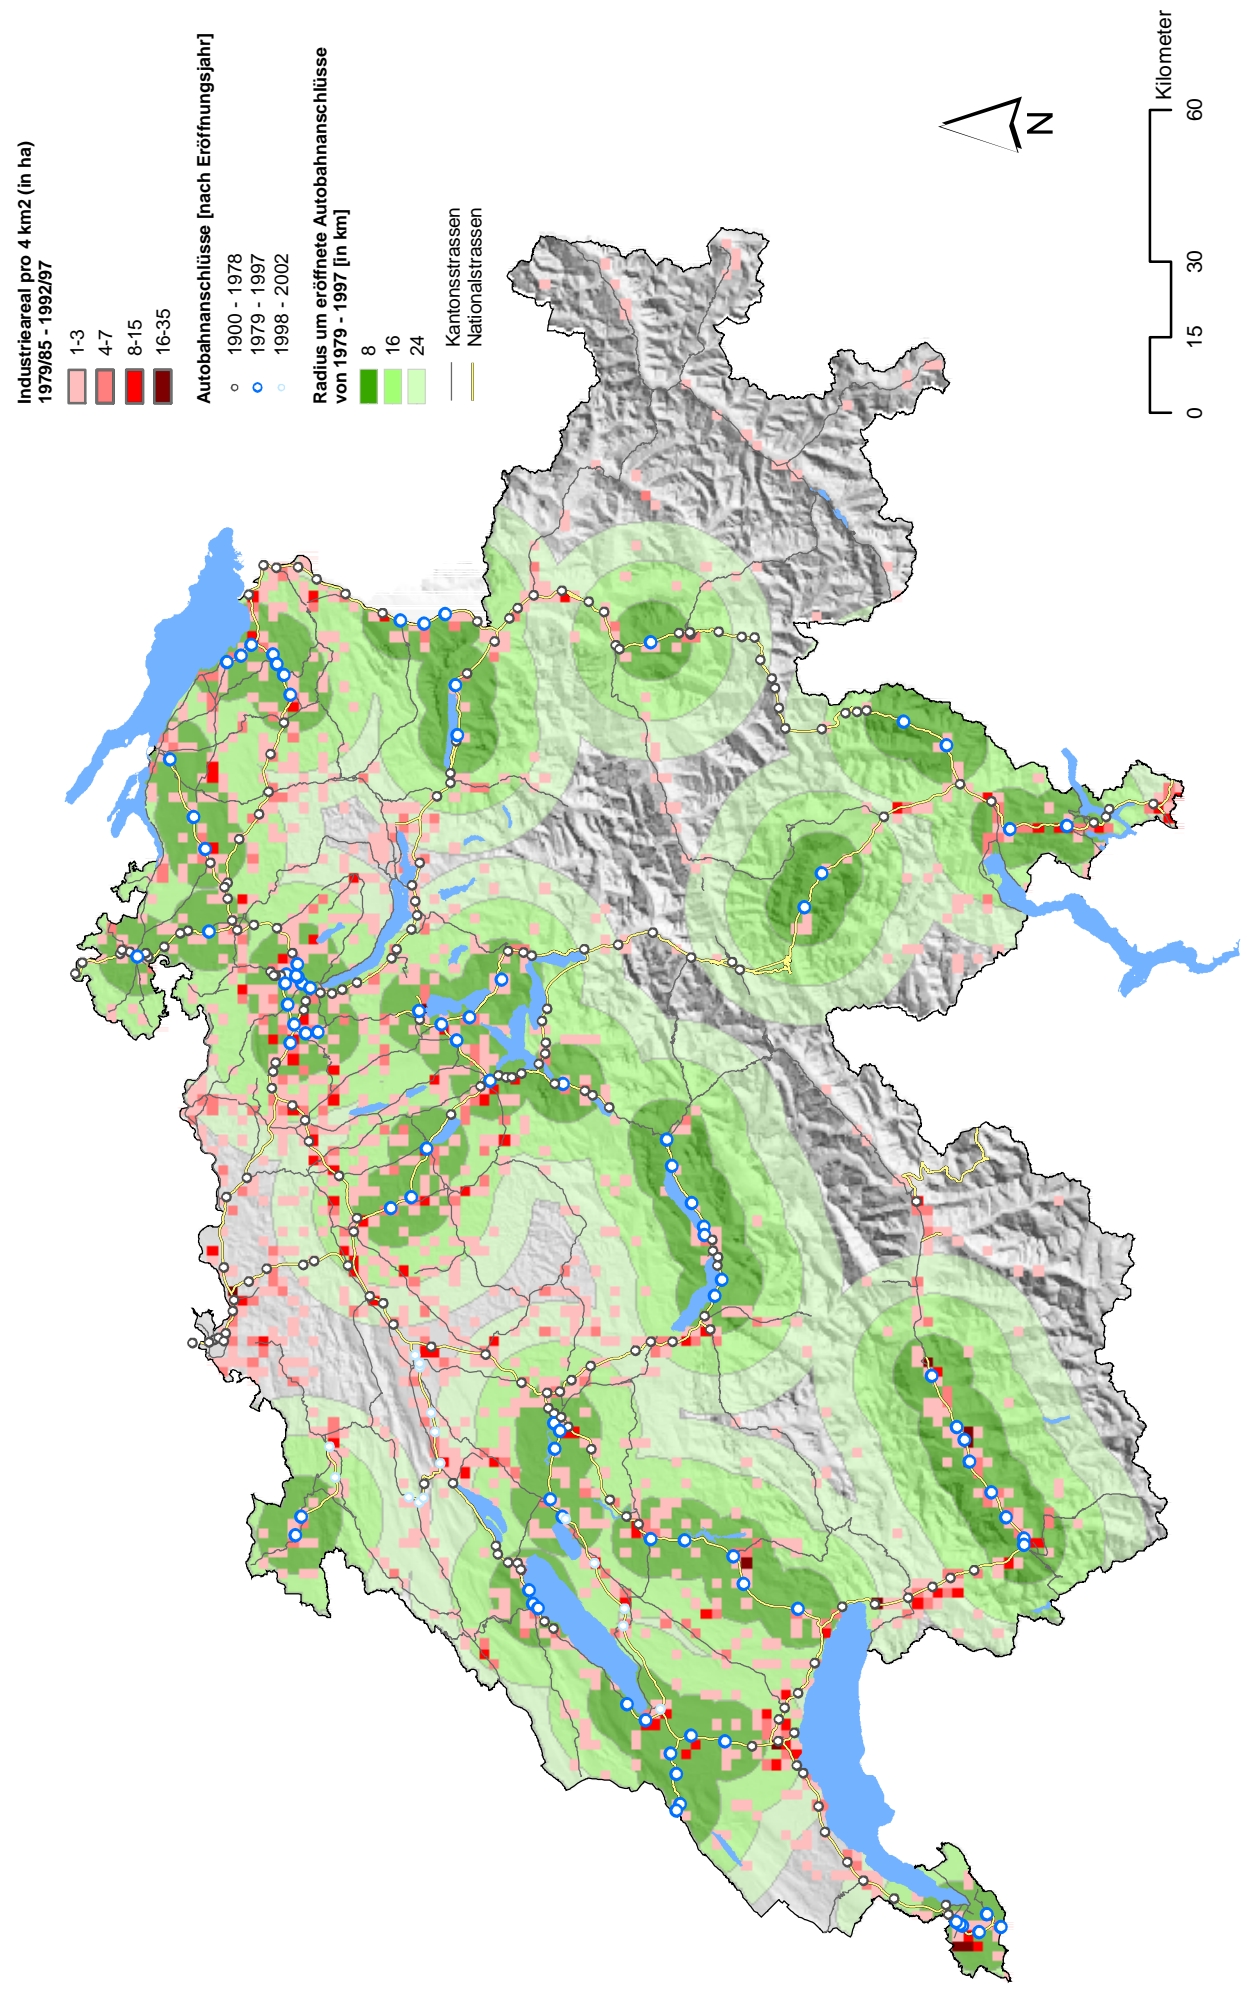 Industrieareal pro 4 km2 (in ha)
1979/85 - 1992/97
1-3
4-7
8-15
16-35
Autobahnanschlüsse [nach Eröffnungsjahr]
1900 - 1978
1979 - 1997
1998 - 2002
Radius um eröffnete Autobahnanschlüsse
von 1979 - 1997 [in km]
8
16
24
Kantonsstrassen
Nationalstrassen
N
0 15 30 60
Kilometer